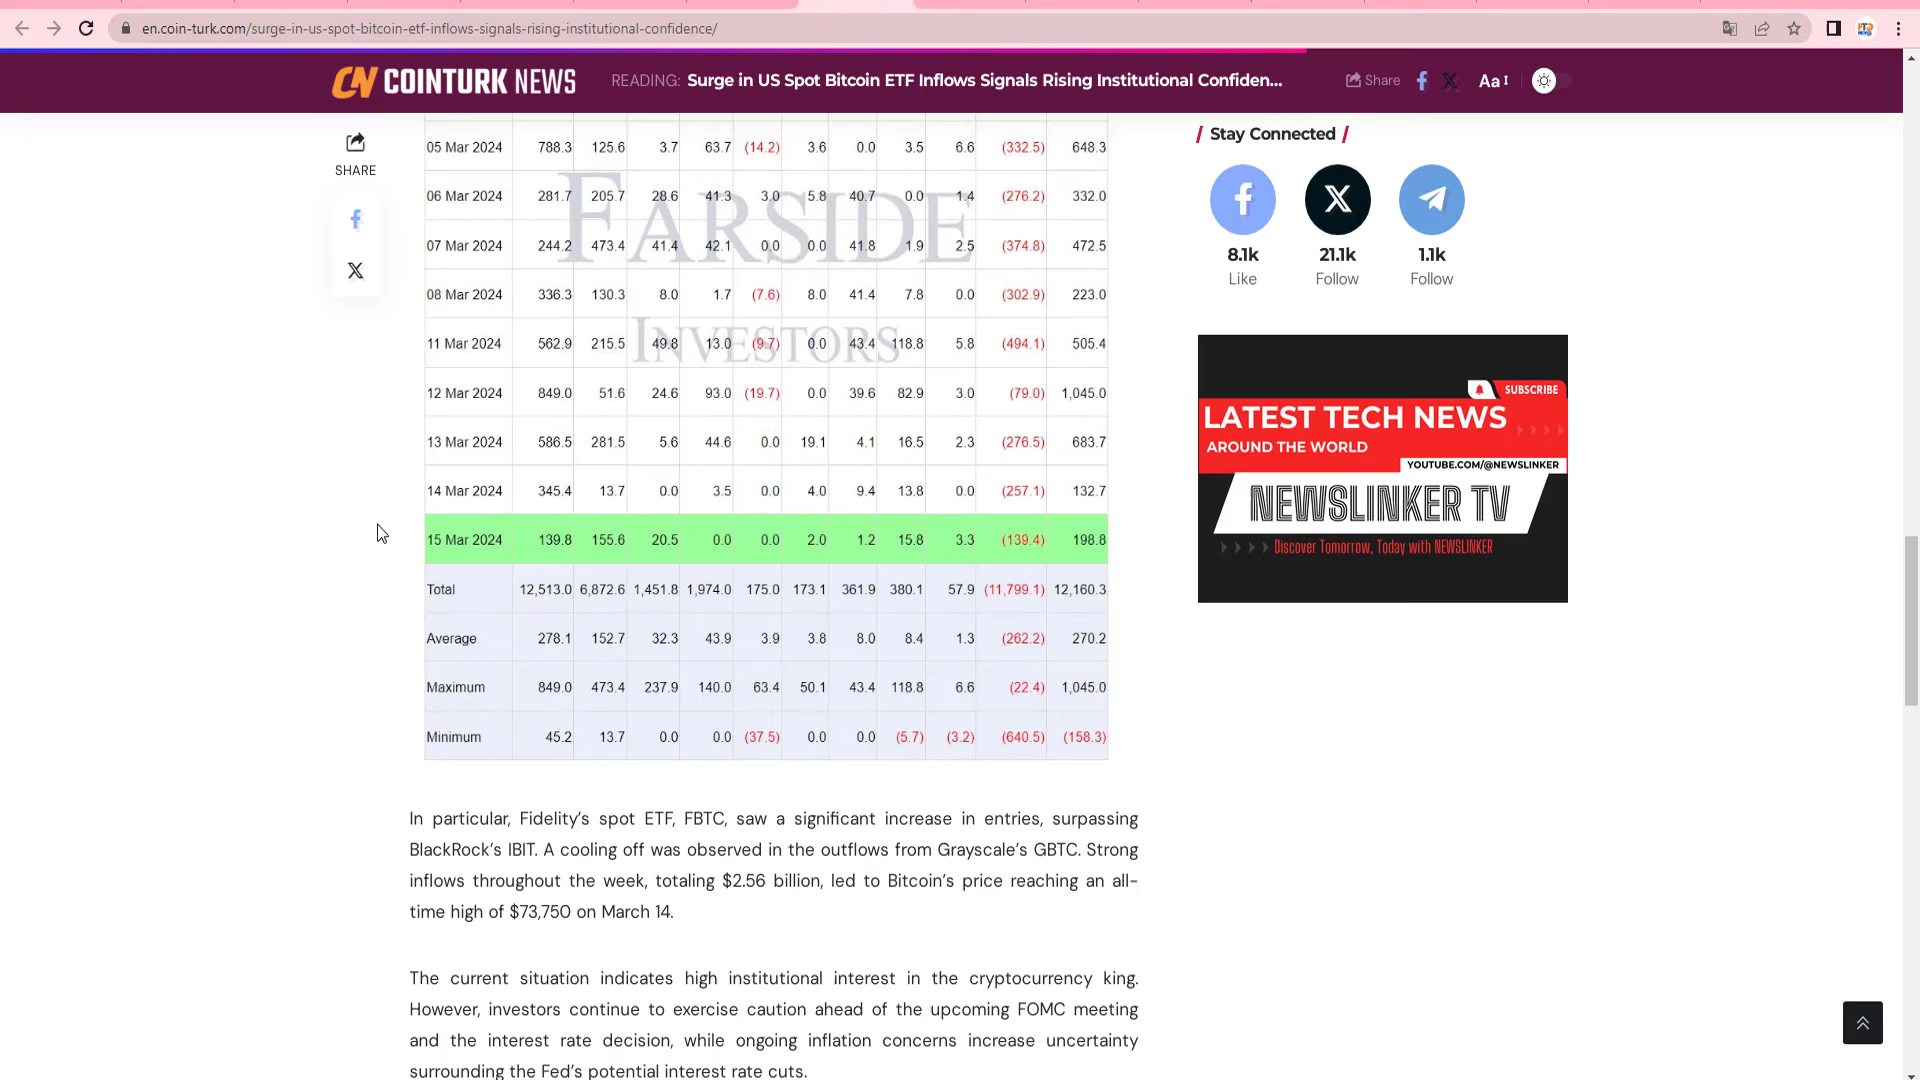 en.coin-turk.com/surge-in-us-spot-bitcoin-etf-inflows-signals-rising-institutional-confidence/
CN COINTURK NEWS
READING: Surge in US Spot Bitcoin ETF Inflows Signals Rising Institutional Confiden...
Share
Aa
SHARE
FARSIDE
INVESTORS
05 Mar 2024 788.3 125.6 3.7 63.7 (14.2) 3.6 0.0 3.5 6.6 (332.5) 648.3
06 Mar 2024 281.7 205.7 28.6 41.3 3.0 5.8 40.7 0.0 1.4 (276.2) 332.0
07 Mar 2024 244.2 473.4 41.4 42.1 0.0 0.0 41.8 1.9 2.5 (374.8) 472.5
08 Mar 2024 336.3 130.3 8.0 1.7 (7.6) 8.0 41.4 7.8 0.0 (302.9) 223.0
11 Mar 2024 562.9 215.5 49.8 13.0 (9.7) 0.0 43.4 118.8 5.8 (494.1) 505.4
12 Mar 2024 849.0 51.6 24.6 93.0 (19.7) 0.0 39.6 82.9 3.0 (79.0) 1,045.0
13 Mar 2024 586.5 281.5 5.6 44.6 0.0 19.1 4.1 16.5 2.3 (276.5) 683.7
14 Mar 2024 345.4 13.7 0.0 3.5 0.0 4.0 9.4 13.8 0.0 (257.1) 132.7
15 Mar 2024 139.8 155.6 20.5 0.0 0.0 2.0 1.2 15.8 3.3 (139.4) 198.8
Total 12,513.0 6,872.6 1,451.8 1,974.0 175.0 173.1 361.9 380.1 57.9 (11,799.1) 12,160.3
Average 278.1 152.7 32.3 43.9 3.9 3.8 8.0 8.4 1.3 (262.2) 270.2
Maximum 849.0 473.4 237.9 140.0 63.4 50.1 43.4 118.8 6.6 (22.4) 1,045.0
Minimum 45.2 13.7 0.0 0.0 (37.5) 0.0 0.0 (5.7) (3.2) (640.5) (158.3)
In particular, Fidelity's spot ETF, FBTC, saw a significant increase in entries, surpassing
BlackRock's IBIT. A cooling off was observed in the outflows from Grayscale's GBTC. Strong
inflows throughout the week, totaling $2.56 billion, led to Bitcoin's price reaching an all-
time high of $73,750 on March 14.
The current situation indicates high institutional interest in the cryptocurrency king.
However, investors continue to exercise caution ahead of the upcoming FOMC meeting
and the interest rate decision, while ongoing inflation concerns increase uncertainty
surrounding the Fed's potential interest rate cuts.
/ Stay Connected /
8.1k 21.1k 1.1k
Like Follow Follow
SUBSCRIBE
LATEST TECH NEWS
AROUND THE WORLD
YOUTUBE.COM/@NEWSLINKER
NEWSLINKER TV
Discover Tomorrow, Today with NEWSLINKER